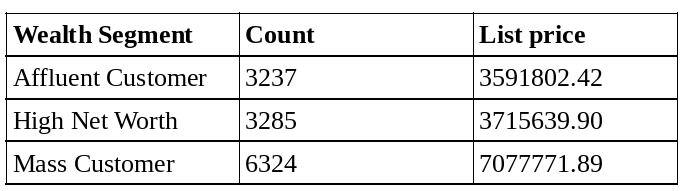 Wealth Segment Count List price
Affluent Customer 3237 3591802.42
High Net Worth 3285 3715639.90
Mass Customer 6324 7077771.89